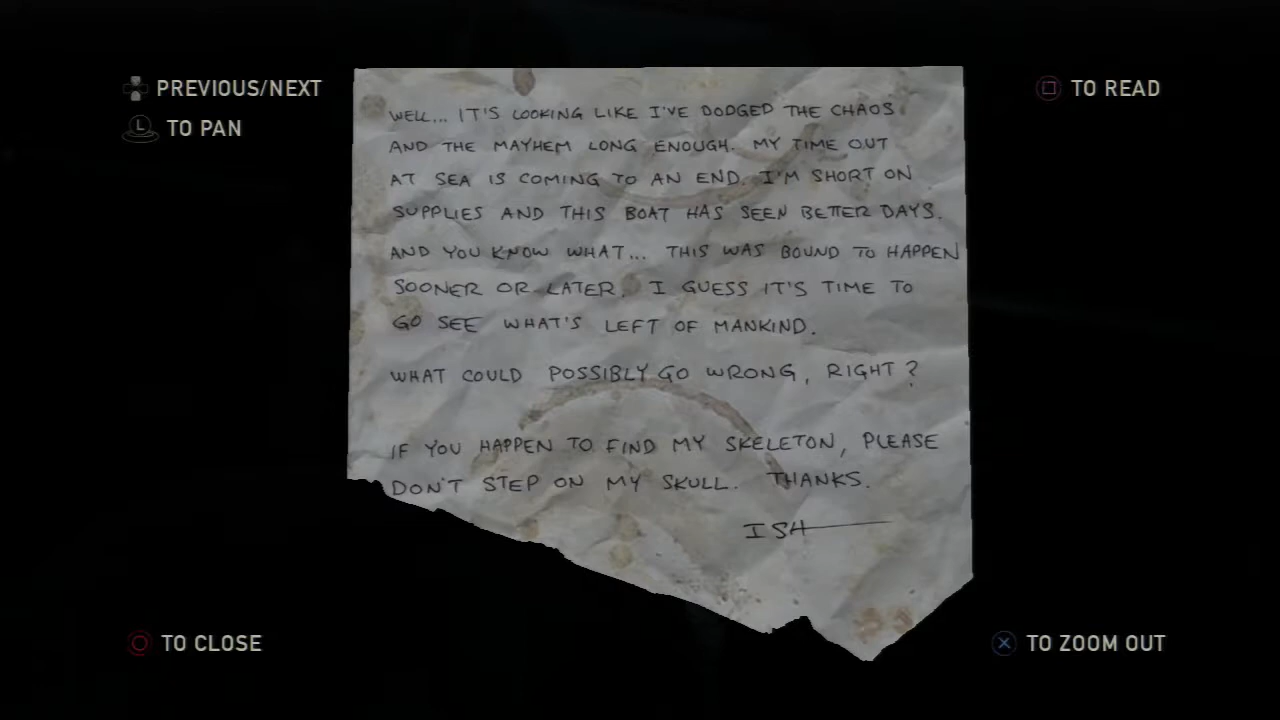 PREVIOUS/NEXT
L TO PAN
TO READ
WELL... IT'S LOOKING LIKE I'VE DODGED THE CHAOS
AND THE MAYHEM LONG ENOUGH. MY TIME OUT
AT SEA IS COMING TO AN END. I'M SHORT ON
SUPPLIES AND THIS BOAT HAS SEEN BETTER DAYS.
AND YOU KNOW WHAT... THIS WAS BOUND TO HAPPEN
SOONER OR LATER. I GUESS IT'S TIME TO
GO SEE WHAT'S LEFT OF MANKIND.
WHAT COULD POSSIBLY GO WRONG, RIGHT?
IF YOU HAPPEN TO FIND MY SKELETON, PLEASE
DON'T STEP ON MY SKULL. THANKS.
ISH
TO CLOSE
TO ZOOM OUT